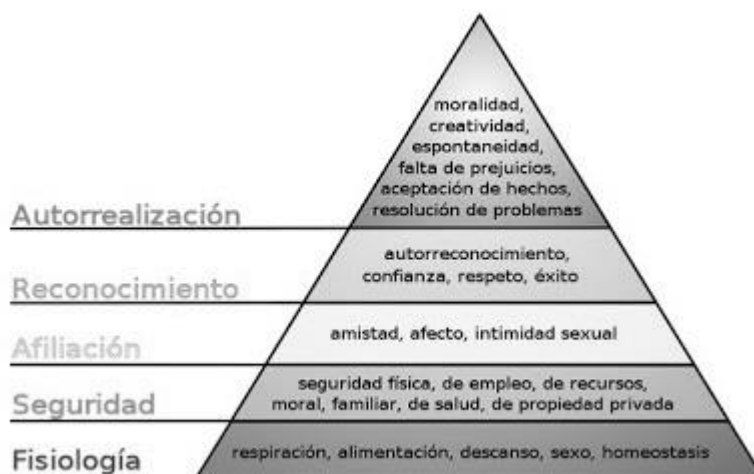 moralidad,
creatividad,
espontaneidad,
falta de prejuicios,
aceptación de hechos,
resolución de problemas
Autorrealización
autorreconocimiento,
confianza, respeto, éxito
Reconocimiento
amistad, afecto, intimidad sexual
Afiliación
seguridad física, de empleo, de recursos,
moral, familiar, de salud, de propiedad privada
Seguridad
respiración, alimentación, descanso, sexo, homeostasis
Fisiología